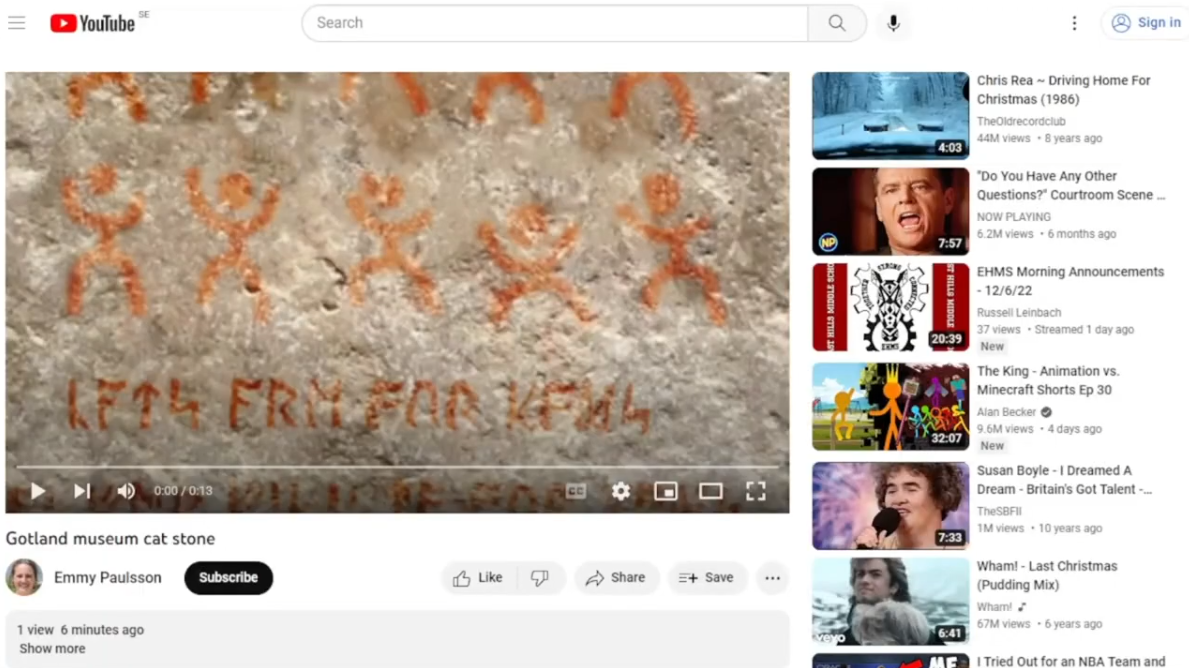 YouTube SE
Search
Sign in
0:00 / 0:13
CC
Gotland museum cat stone
Emmy Paulsson
Subscribe
Like
Share
Save
1 view 6 minutes ago
Show more
4:03
Chris Rea ~ Driving Home For
Christmas (1986)
TheOldrecordclub
44M views • 8 years ago
NP
7:57
"Do You Have Any Other
Questions?" Courtroom Scene ...
NOW PLAYING
6.2M views • 6 months ago
STRONG
TOGETHER
CONNECTED
EHMS
20:39
EHMS Morning Announcements
- 12/6/22
Russell Leinbach
37 views • Streamed 1 day ago
New
32:07
The King - Animation vs.
Minecraft Shorts Ep 30
Alan Becker
9.6M views • 4 days ago
New
7:33
Susan Boyle - I Dreamed A
Dream - Britain's Got Talent -...
TheSBFII
1M views • 10 years ago
vevo
6:41
Wham! - Last Christmas
(Pudding Mix)
Wham!
67M views • 6 years ago
ME
I Tried Out for an NBA Team and